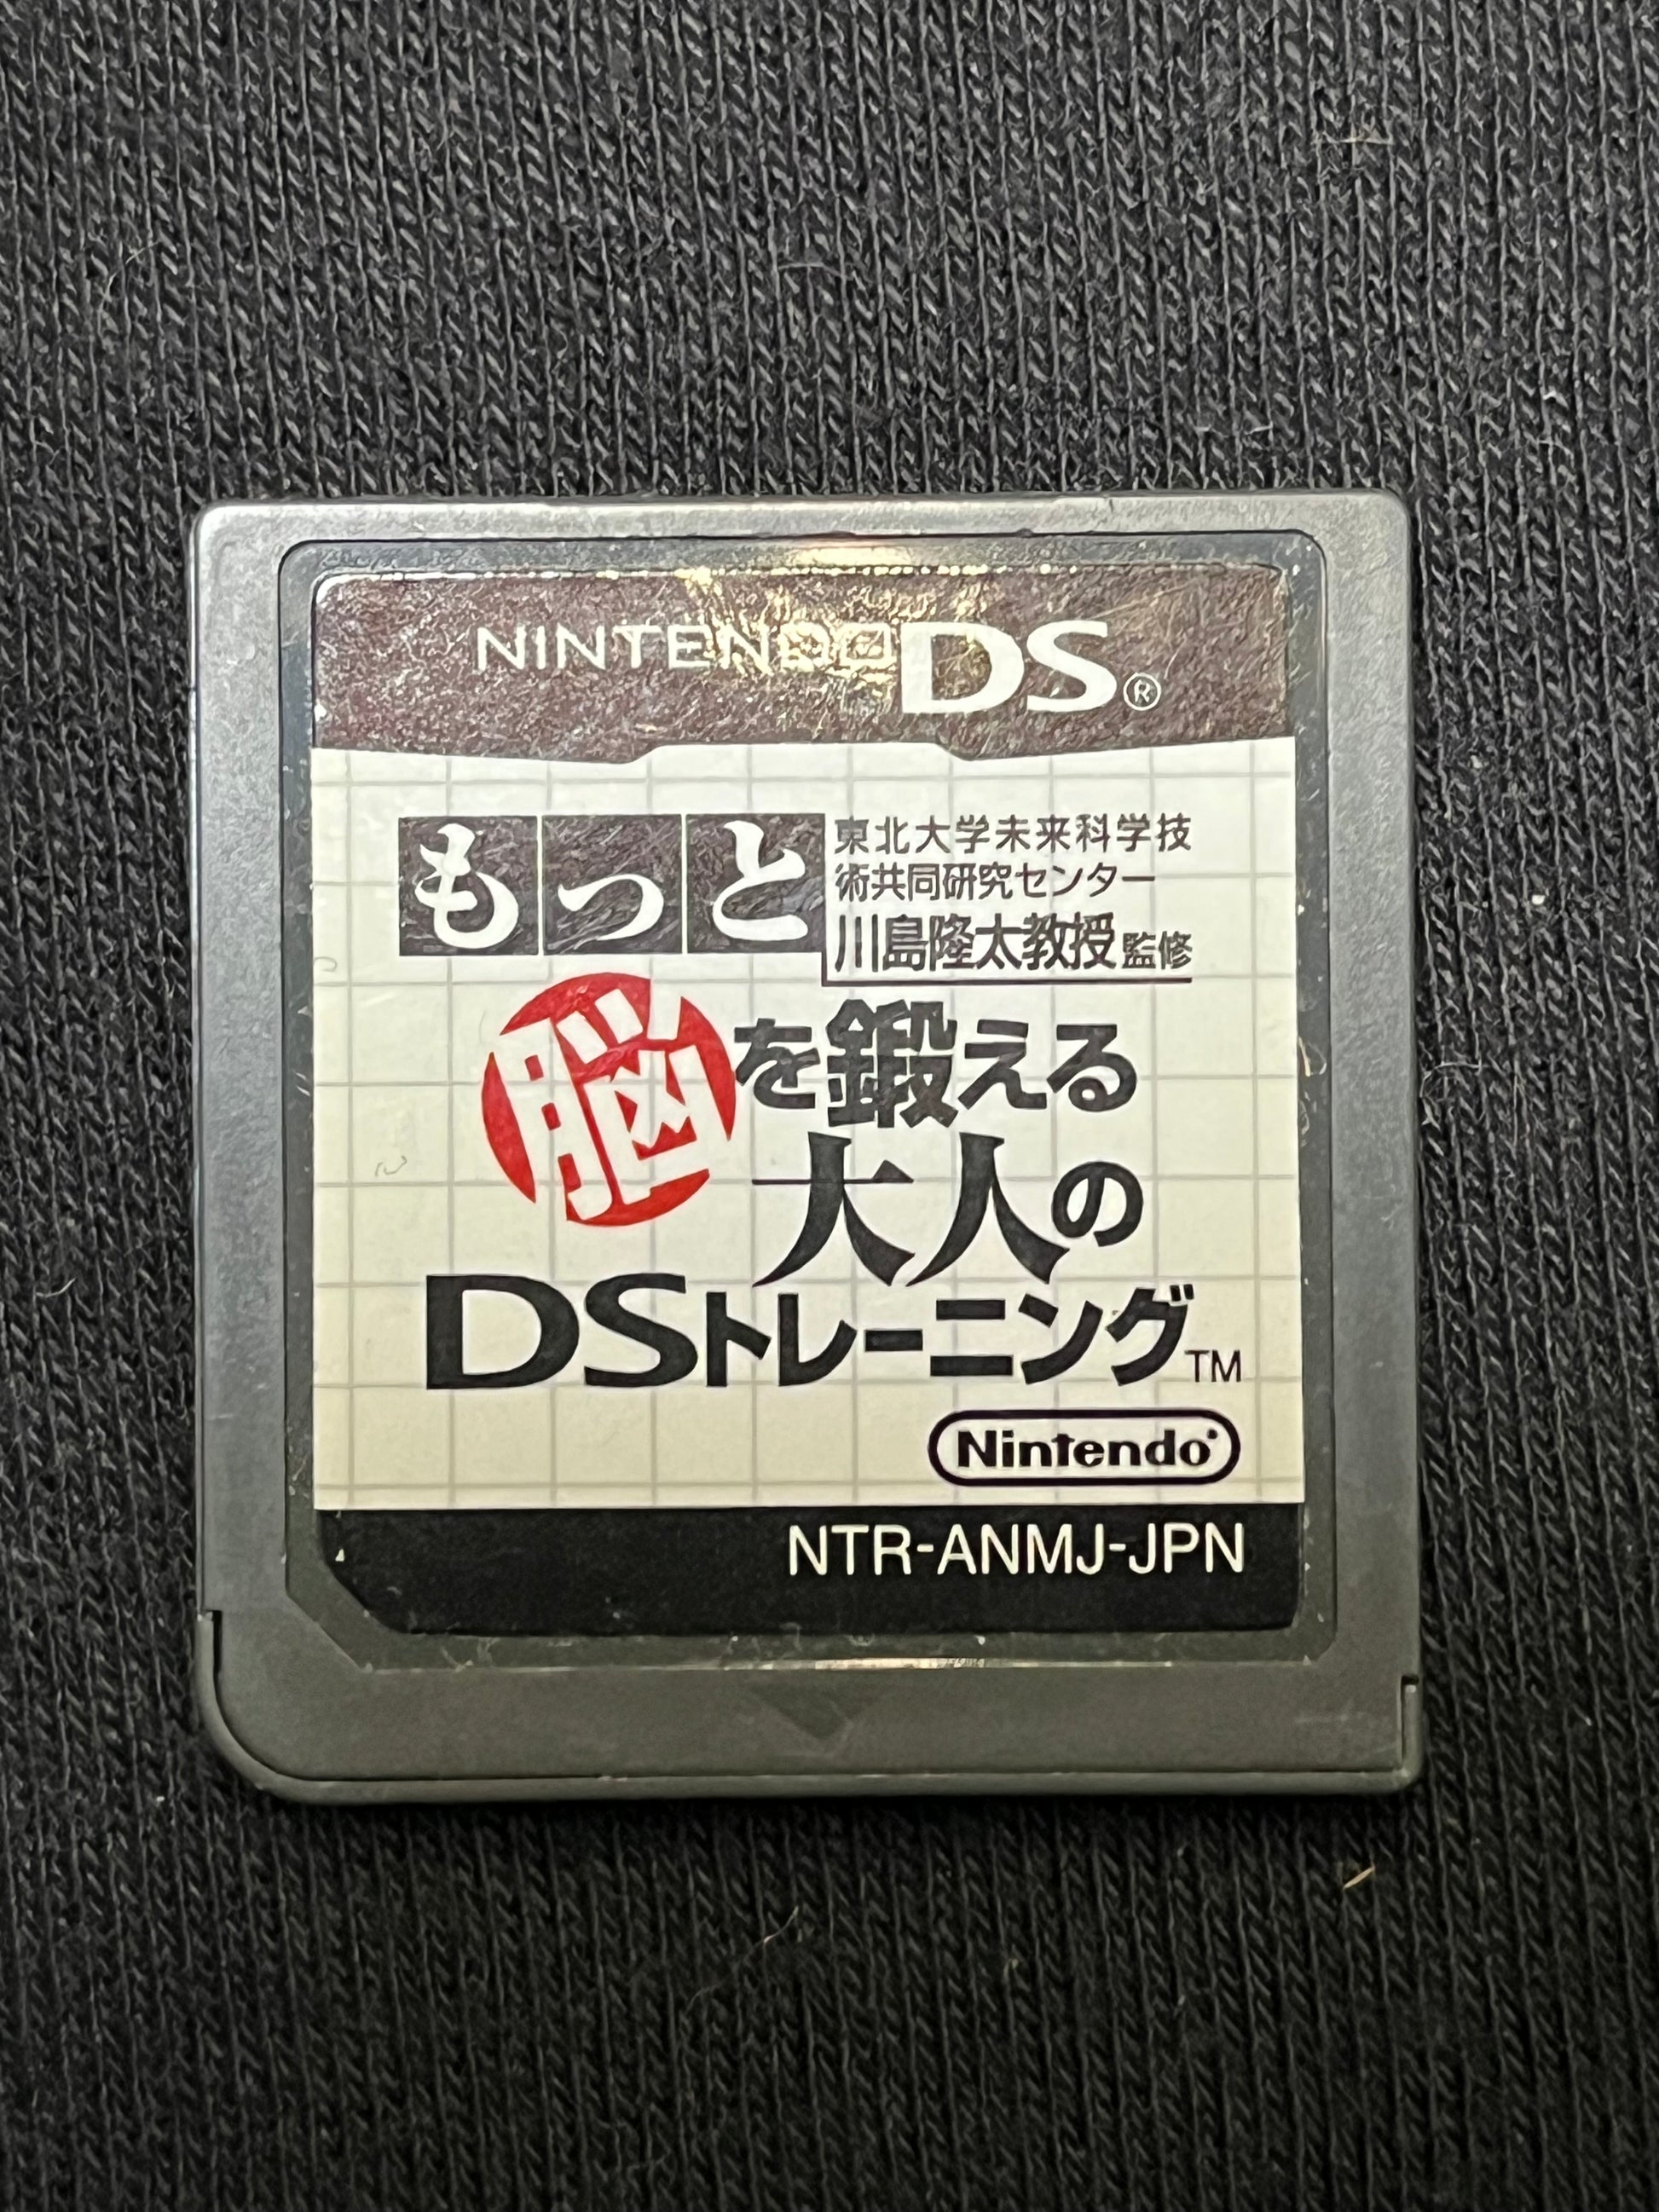 NINTENDO DS®
もっと
東北大学未来科学技
術共同研究センター
川島隆太教授監修
脳を鍛える
大人の
DSトレーニング™
Nintendo®
NTR-ANMJ-JPN